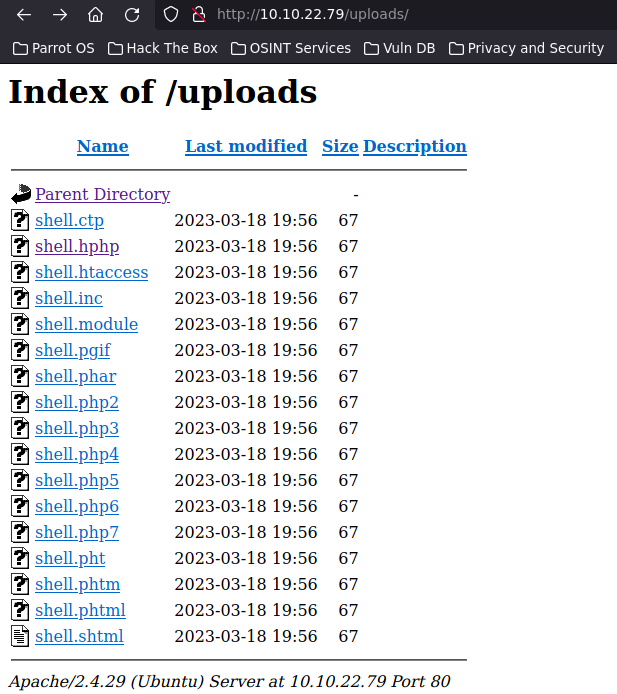 http://10.10.22.79/uploads/
Parrot OS Hack The Box OSINT Services Vuln DB Privacy and Security
Index of /uploads
Name Last modified Size Description
Parent Directory -
shell.ctp 2023-03-18 19:56 67
shell.hphp 2023-03-18 19:56 67
shell.htaccess 2023-03-18 19:56 67
shell.inc 2023-03-18 19:56 67
shell.module 2023-03-18 19:56 67
shell.pgif 2023-03-18 19:56 67
shell.phar 2023-03-18 19:56 67
shell.php2 2023-03-18 19:56 67
shell.php3 2023-03-18 19:56 67
shell.php4 2023-03-18 19:56 67
shell.php5 2023-03-18 19:56 67
shell.php6 2023-03-18 19:56 67
shell.php7 2023-03-18 19:56 67
shell.pht 2023-03-18 19:56 67
shell.phtm 2023-03-18 19:56 67
shell.phtml 2023-03-18 19:56 67
shell.shtml 2023-03-18 19:56 67
Apache/2.4.29 (Ubuntu) Server at 10.10.22.79 Port 80